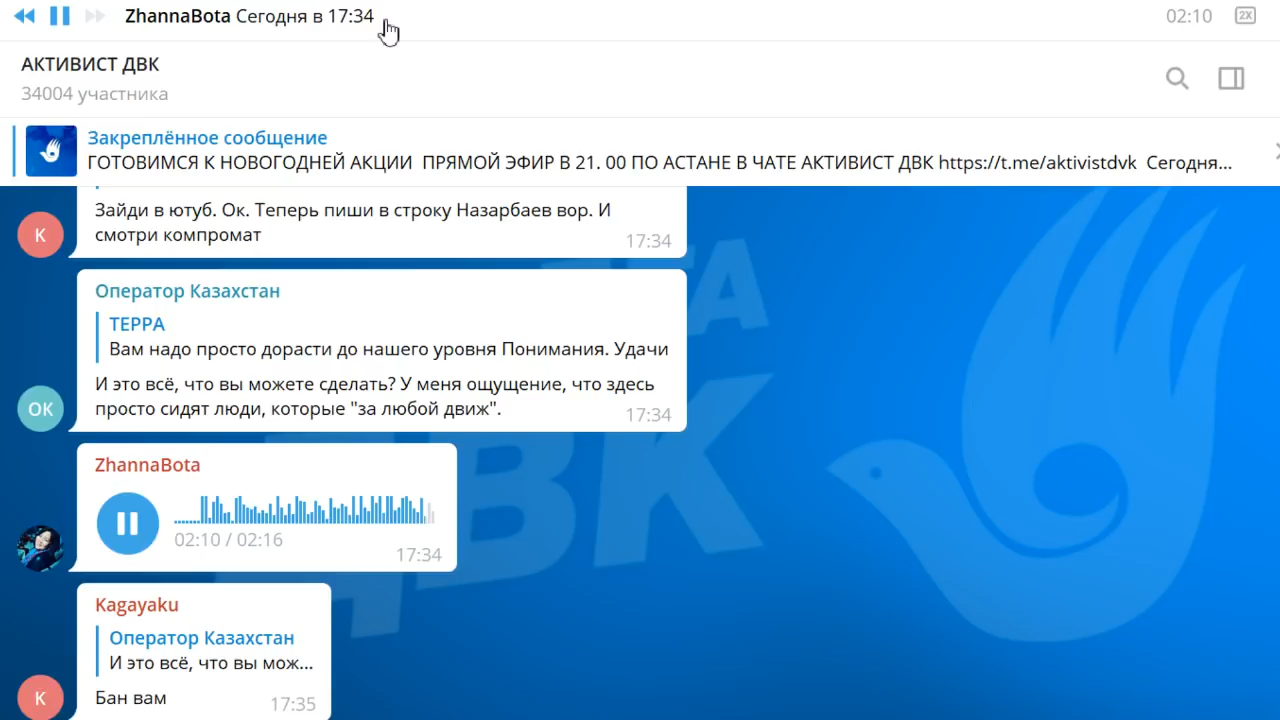 ZhannaBota Сегодня в 17:34
02:10
2X
АКТИВИСТ ДВК
34004 участника
Закреплённое сообщение
ГОТОВИМСЯ К НОВОГОДНЕЙ АКЦИИ ПРЯМОЙ ЭФИР В 21. 00 ПО АСТАНЕ В ЧАТЕ АКТИВИСТ ДВК https://t.me/aktivistdvk Сегодня...
Зайди в ютуб. Ок. Теперь пиши в строку Назарбаев вор. И
смотри компромат
17:34
К
Оператор Казахстан
ТЕРРА
Вам надо просто дорасти до нашего уровня Понимания. Удачи
И это всё, что вы можете сделать? У меня ощущение, что здесь
просто сидят люди, которые "за любой движ".
17:34
ОК
ZhannaBota
02:10 / 02:16
17:34
Kagayaku
Оператор Казахстан
И это всё, что вы мож...
Бан вам
17:35
K
ДВК